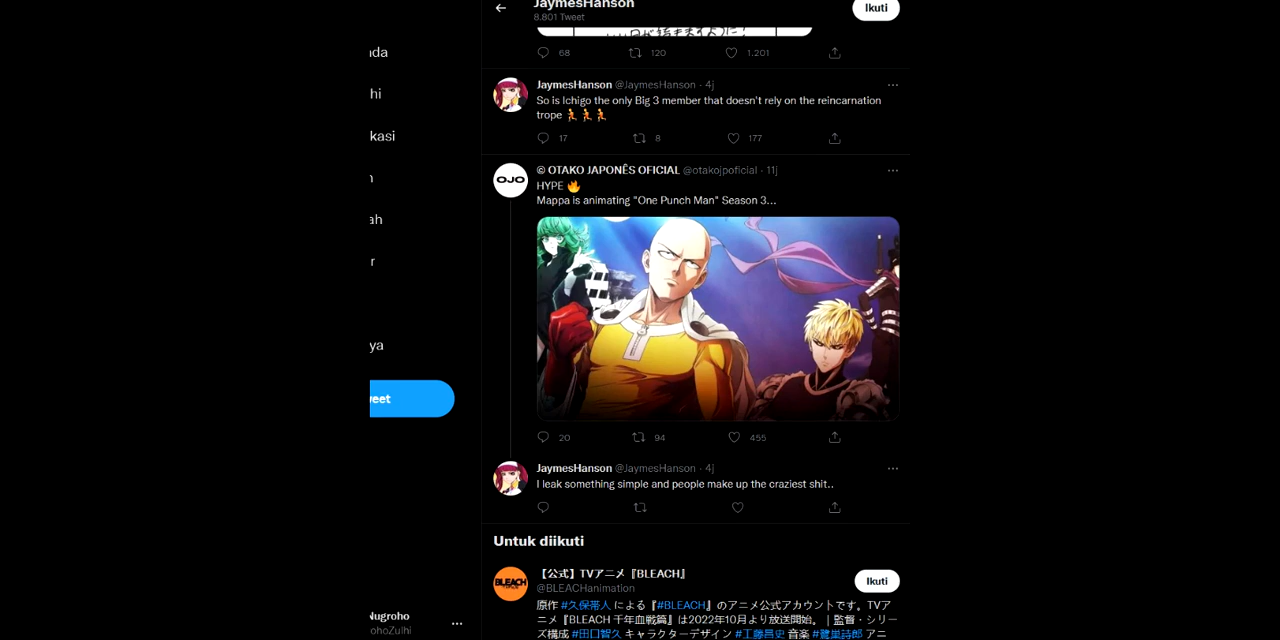 JaymesHanson
8.801 Tweet
Ikuti
68 120 1.201
JaymesHanson @JaymesHanson · 4j
So is Ichigo the only Big 3 member that doesn't rely on the reincarnation
trope 🏃🏃🏃
17 8 177
OJO
© OTAKO JAPONÊS OFICIAL @otakojpoficial · 11j
HYPE 🔥
Mappa is animating "One Punch Man" Season 3...
20 94 455
JaymesHanson @JaymesHanson · 4j
I leak something simple and people make up the craziest shit..
Untuk diikuti
BLEACH
【公式】TVアニメ『BLEACH』
@BLEACHanimation
Ikuti
原作 #久保帯人 による『#BLEACH』のアニメ公式アカウントです。TVア
ニメ『BLEACH 千年血戦篇』は2022年10月より放送開始。｜監督・シリー
ズ構成 #田口智久 キャラクターデザイン #工藤昌史 音楽 #鷺巣詩郎 アニ
nda
hi
kasi
n
ah
r
ya
weet
Nugroho
ohoZulhi